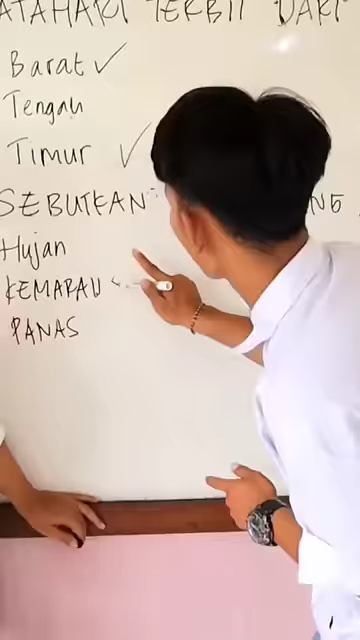 MATAHARI TERBIT DARI
Barat ✓
Tengah
Timur ✓
SEBUTKAN
Hujan
KEMARAU
PANAS